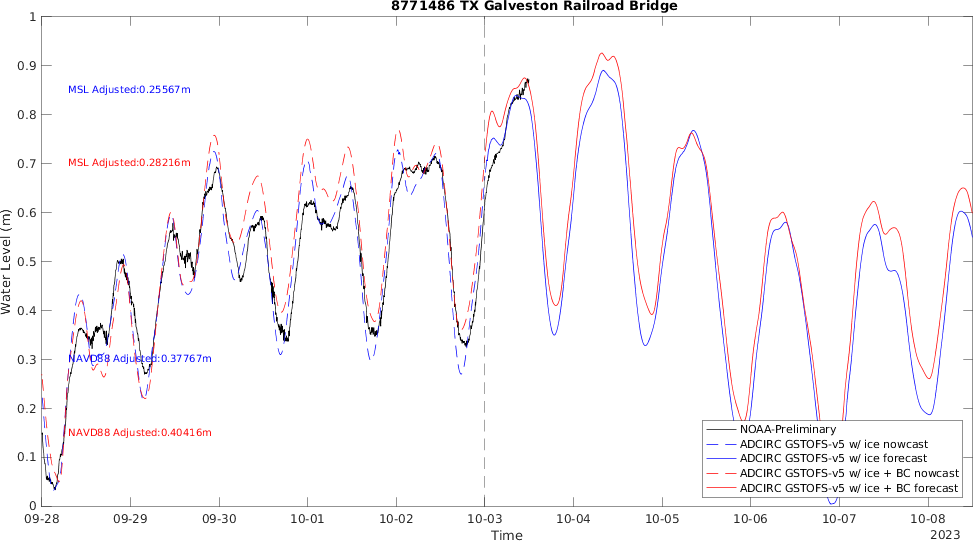 8771486 TX Galveston Railroad Bridge
1
0.9
0.8
0.7
0.6
0.5
0.4
0.3
0.2
0.1
0
Water Level (m)
MSL Adjusted:0.25567m
MSL Adjusted:0.28216m
NAVD88 Adjusted:0.37767m
NAVD88 Adjusted:0.40416m
NOAA-Preliminary
ADCIRC GSTOFS-v5 w/ ice nowcast
ADCIRC GSTOFS-v5 w/ ice forecast
ADCIRC GSTOFS-v5 w/ ice + BC nowcast
ADCIRC GSTOFS-v5 w/ ice + BC forecast
09-28 09-29 09-30 10-01 10-02 10-03 10-04 10-05 10-06 10-07 10-08
Time
2023